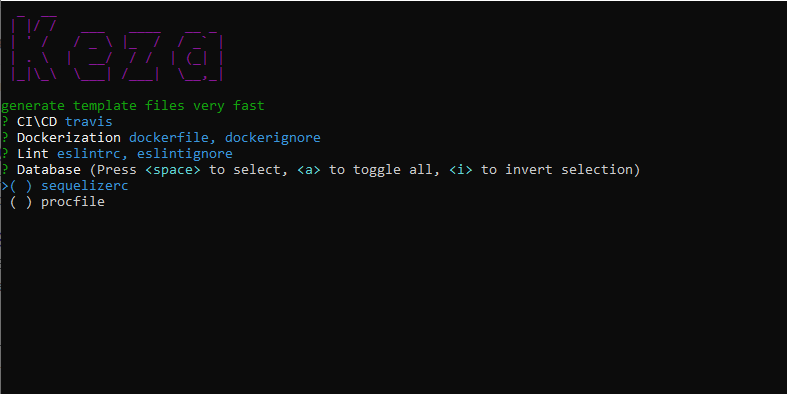 Keza
generate template files very fast
? CI\CD travis
? Dockerization dockerfile, dockerignore
? Lint eslintrc, eslintignore
? Database (Press <space> to select, <a> to toggle all, <i> to invert selection)
>( ) sequelizerc
( ) procfile